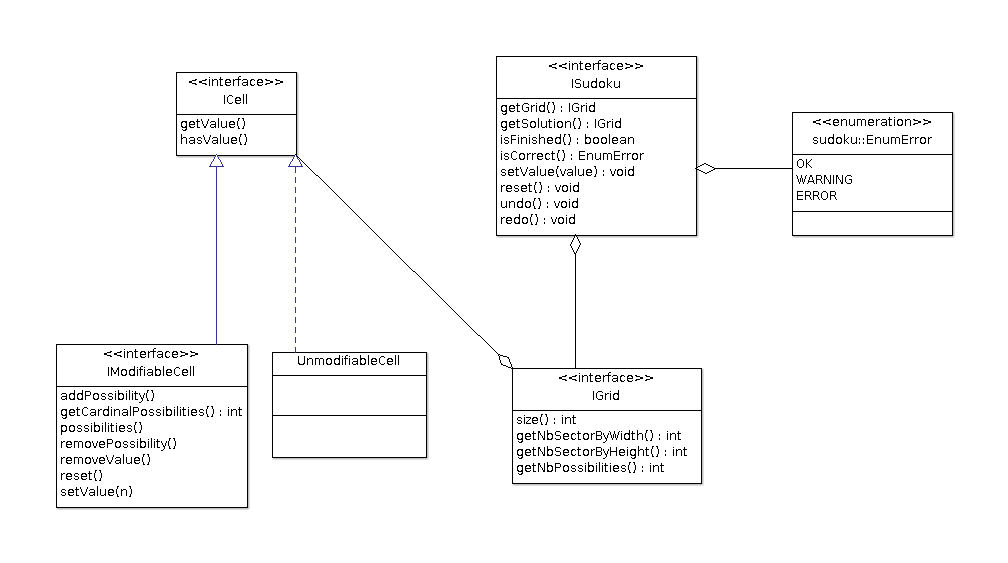 <<interface>>
ICell
getValue()
hasValue()
<<interface>>
ISudoku
getGrid() : IGrid
getSolution() : IGrid
isFinished() : boolean
isCorrect() : EnumError
setValue(value) : void
reset() : void
undo() : void
redo() : void
<<enumeration>>
sudoku::EnumError
OK
WARNING
ERROR
<<interface>>
IModifiableCell
addPossibility()
getCardinalPossibilities() : int
possibilities()
removePossibility()
removeValue()
reset()
setValue(n)
UnmodifiableCell
<<interface>>
IGrid
size() : int
getNbSectorByWidth() : int
getNbSectorByHeight() : int
getNbPossibilities() : int